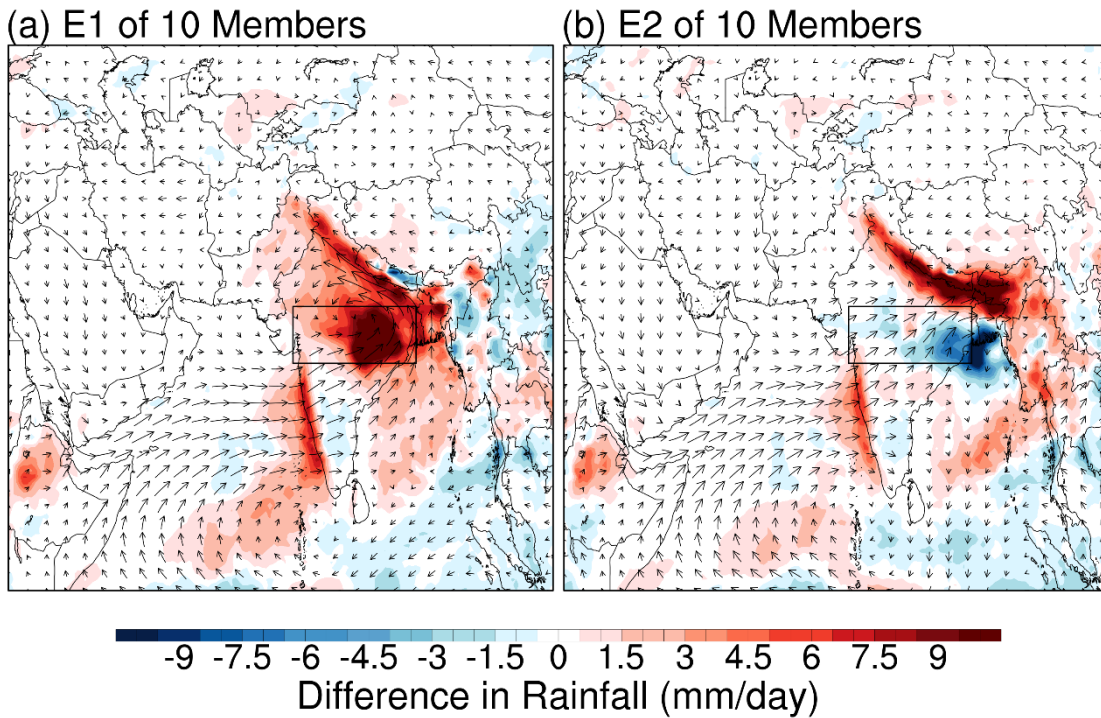 (a) E1 of 10 Members
(b) E2 of 10 Members
-9 -7.5 -6 -4.5 -3 -1.5 0 1.5 3 4.5 6 7.5 9
Difference in Rainfall (mm/day)